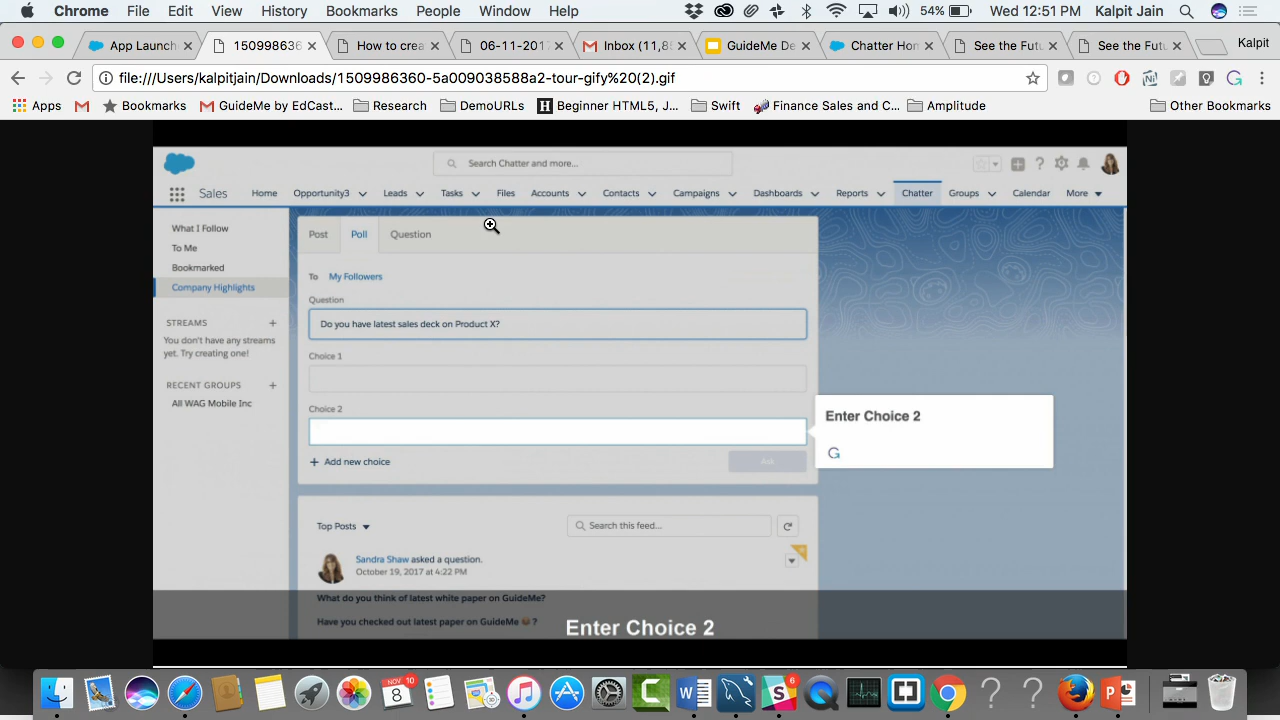 Chrome File Edit View History Bookmarks People Window Help 54% Wed 12:51 PM Kalpit Jain
App Launch 150998636 How to crea 06-11-2017 Inbox (11,8 GuideMe De Chatter Hon See the Futu See the Futu Kalpit
file:///Users/kalpitjain/Downloads/1509986360-5a009038588a2-tour-gify%20(2).gif
Apps Bookmarks GuideMe by EdCast... Research DemoURLs Beginner HTML5, J... Swift Finance Sales and C... Amplitude Other Bookmarks
Search Chatter and more...
Sales Home Opportunity3 Leads Tasks Files Accounts Contacts Campaigns Dashboards Reports Chatter Groups Calendar More
What I Follow
To Me
Bookmarked
Company Highlights
STREAMS +
You don't have any streams
yet. Try creating one!
RECENT GROUPS +
All WAG Mobile Inc
Post Poll Question
To My Followers
Question
Do you have latest sales deck on Product X?
Choice 1
Choice 2
+ Add new choice Ask
Enter Choice 2
Top Posts Search this feed...
Sandra Shaw asked a question.
October 19, 2017 at 4:22 PM
What do you think of latest white paper on GuideMe?
Have you checked out latest paper on GuideMe ?
Enter Choice 2
NOV 10
8
6